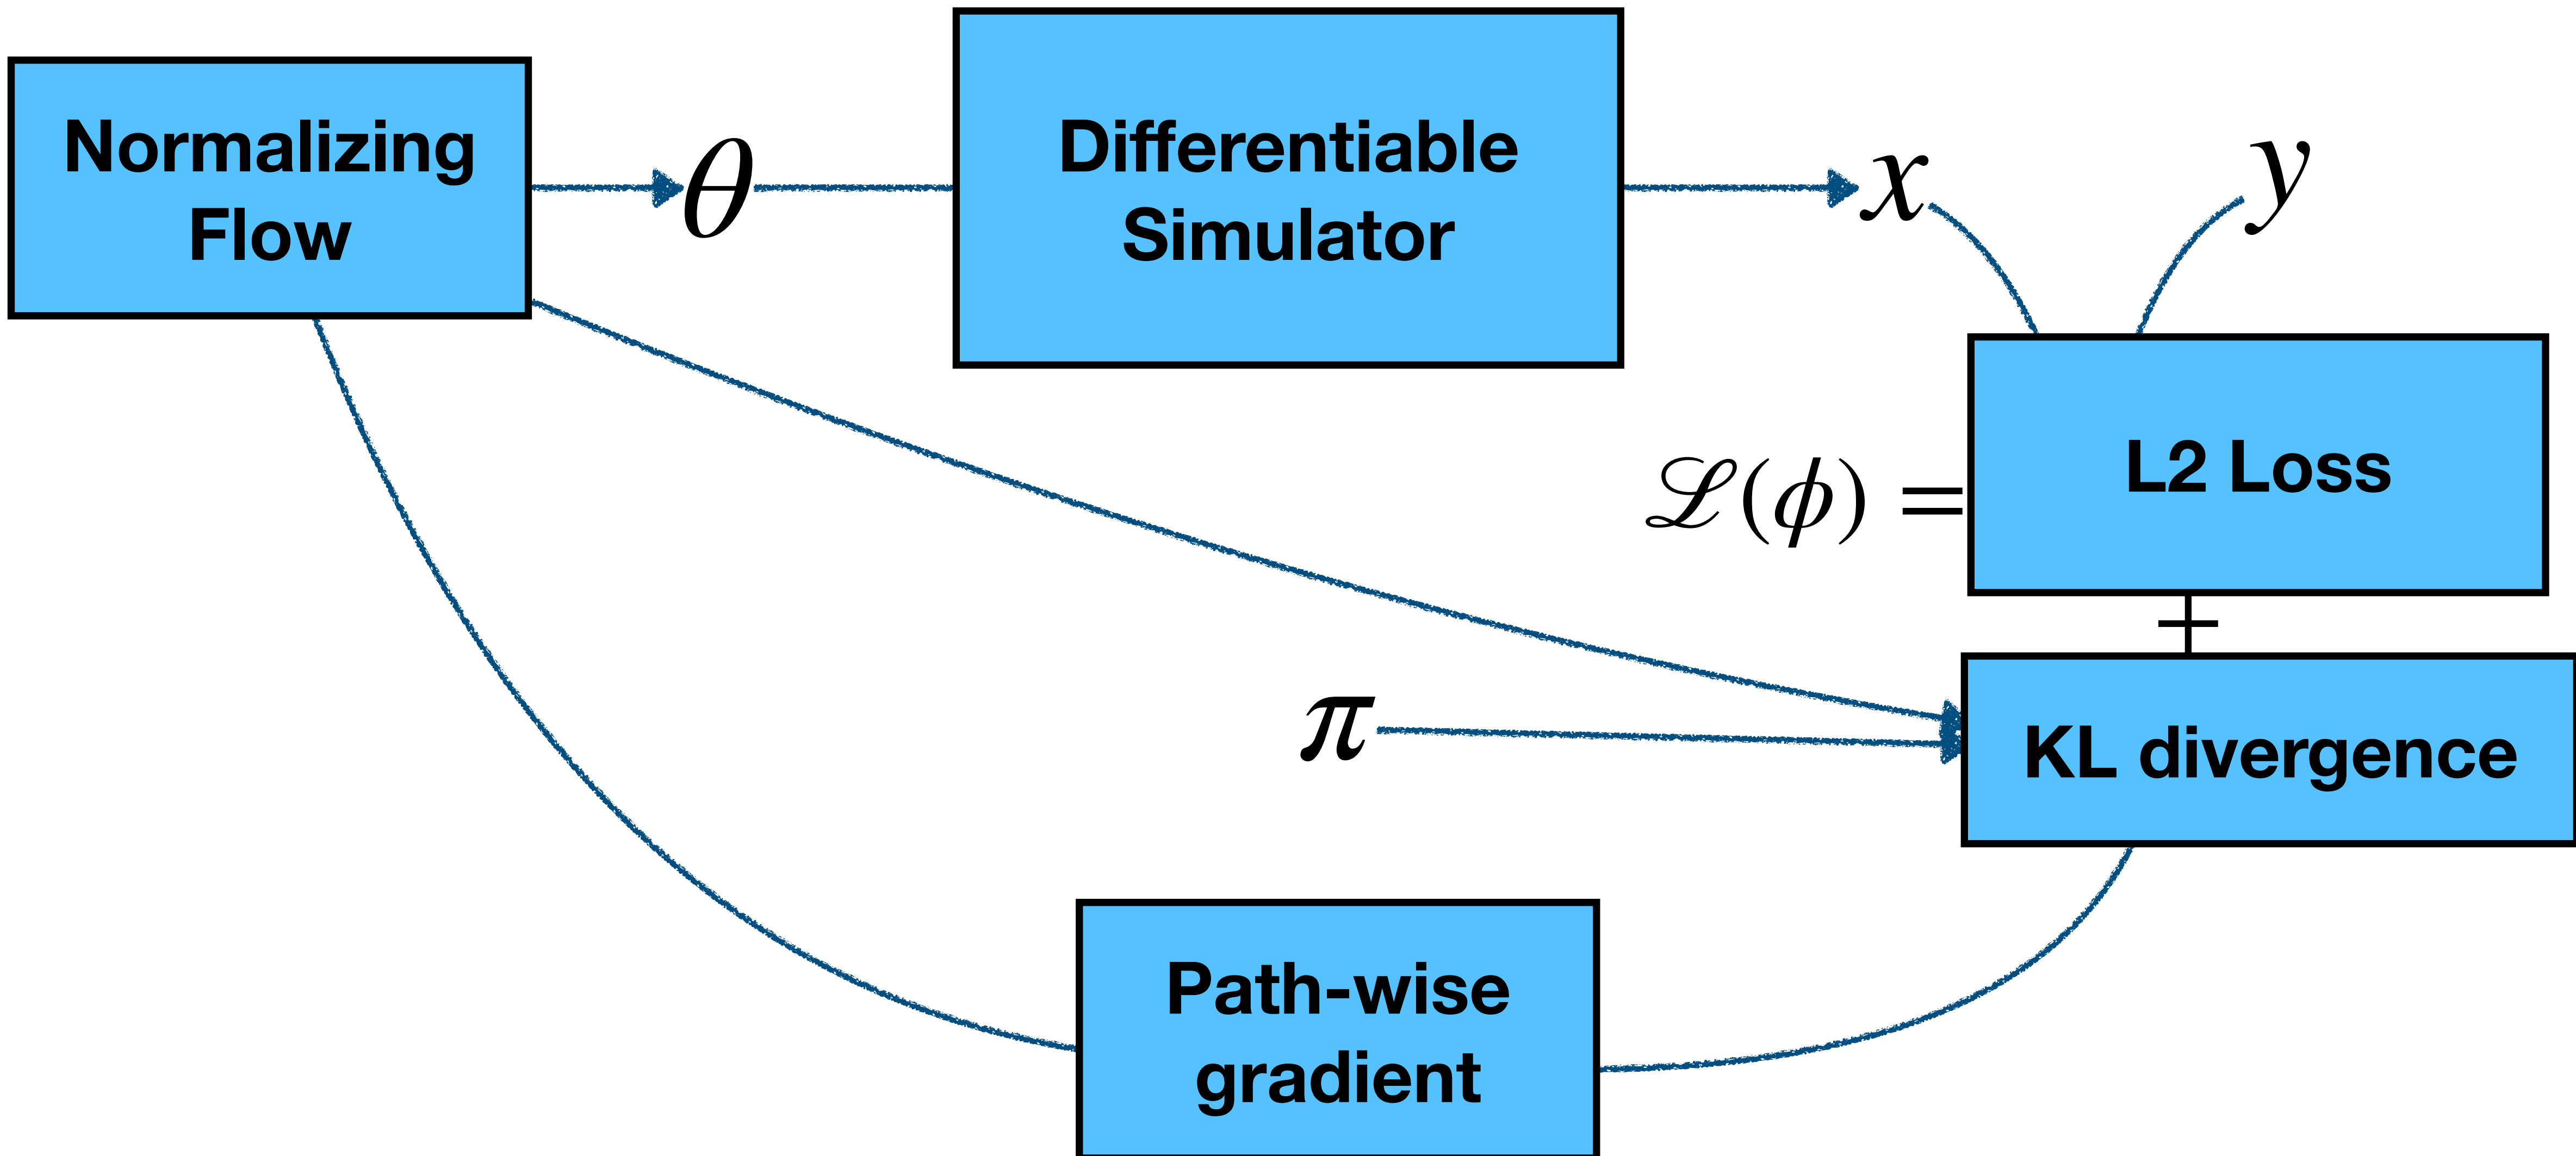 Normalizing
Flow
θ
Differentiable
Simulator
x
y
ℒ(ϕ) =
L2 Loss
+
π
KL divergence
Path-wise
gradient